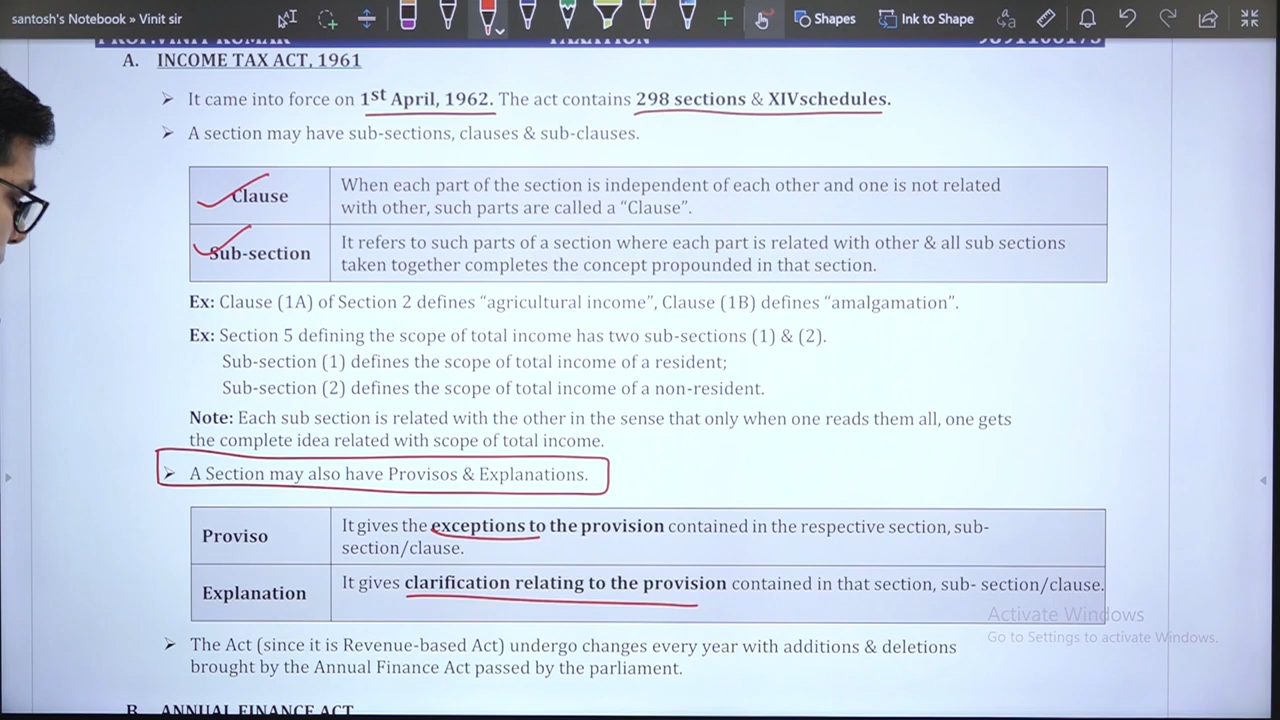 santosh's Notebook » Vinit sir
Shapes
Ink to Shape
PROF.VINIT KUMAR TAXATION 9891106173
A. INCOME TAX ACT, 1961
➢ It came into force on 1st April, 1962. The act contains 298 sections & XIVschedules.
➢ A section may have sub-sections, clauses & sub-clauses.
Clause
When each part of the section is independent of each other and one is not related
with other, such parts are called a “Clause”.
Sub-section
It refers to such parts of a section where each part is related with other & all sub sections
taken together completes the concept propounded in that section.
Ex: Clause (1A) of Section 2 defines “agricultural income”, Clause (1B) defines “amalgamation”.
Ex: Section 5 defining the scope of total income has two sub-sections (1) & (2).
Sub-section (1) defines the scope of total income of a resident;
Sub-section (2) defines the scope of total income of a non-resident.
Note: Each sub section is related with the other in the sense that only when one reads them all, one gets
the complete idea related with scope of total income.
➢ A Section may also have Provisos & Explanations.
Proviso
It gives the exceptions to the provision contained in the respective section, sub-
section/clause.
Explanation
It gives clarification relating to the provision contained in that section, sub- section/clause.
Activate Windows
Go to Settings to activate Windows.
➢ The Act (since it is Revenue-based Act) undergo changes every year with additions & deletions
brought by the Annual Finance Act passed by the parliament.
B. ANNUAL FINANCE ACT